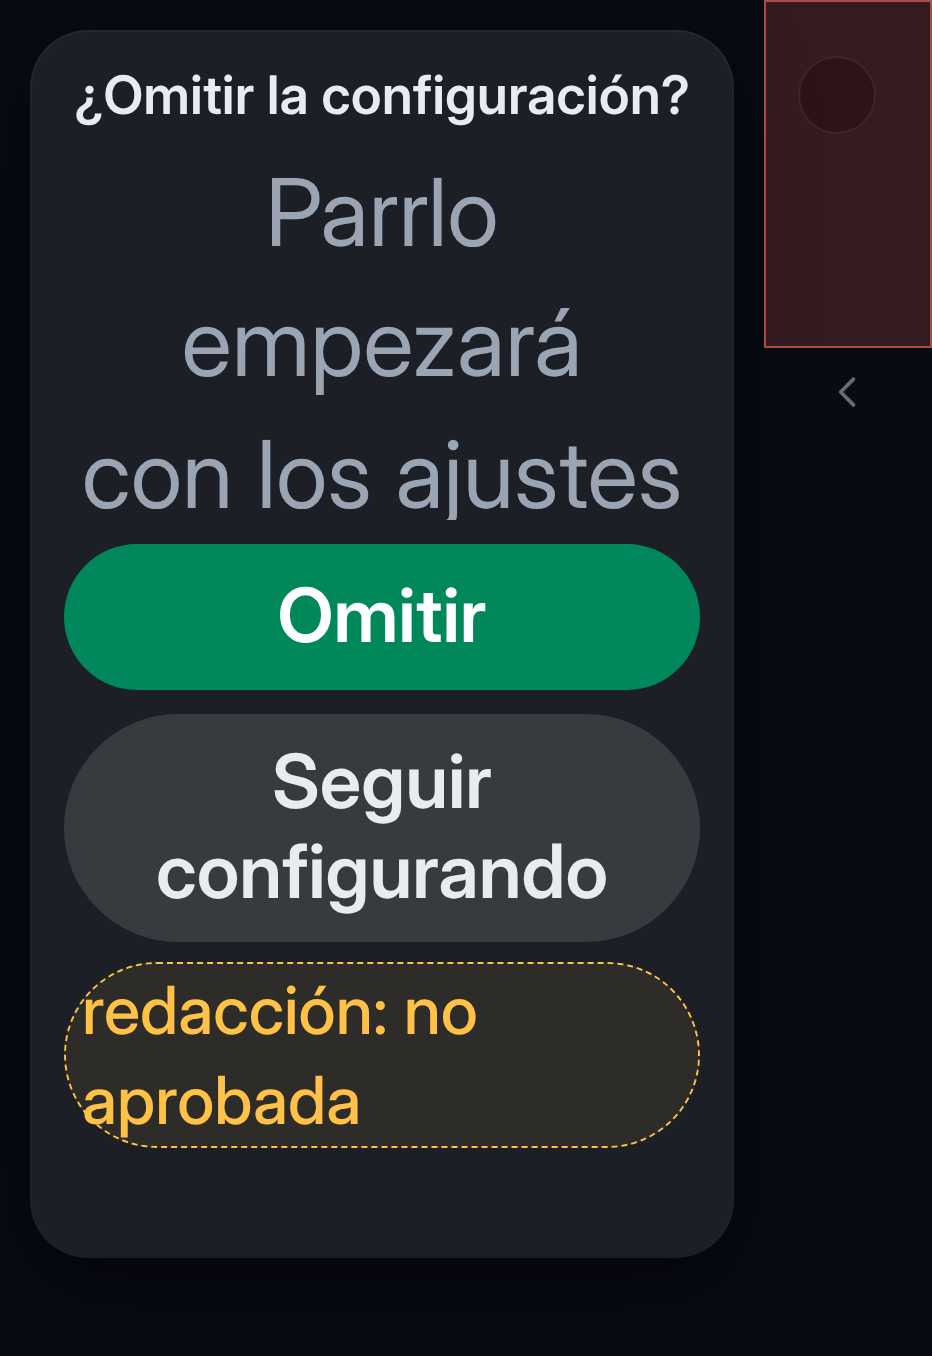 ¿Omitir la configuración?
Parrlo
empezará
con los ajustes
Omitir
Seguir
configurando
redacción: no
aprobada